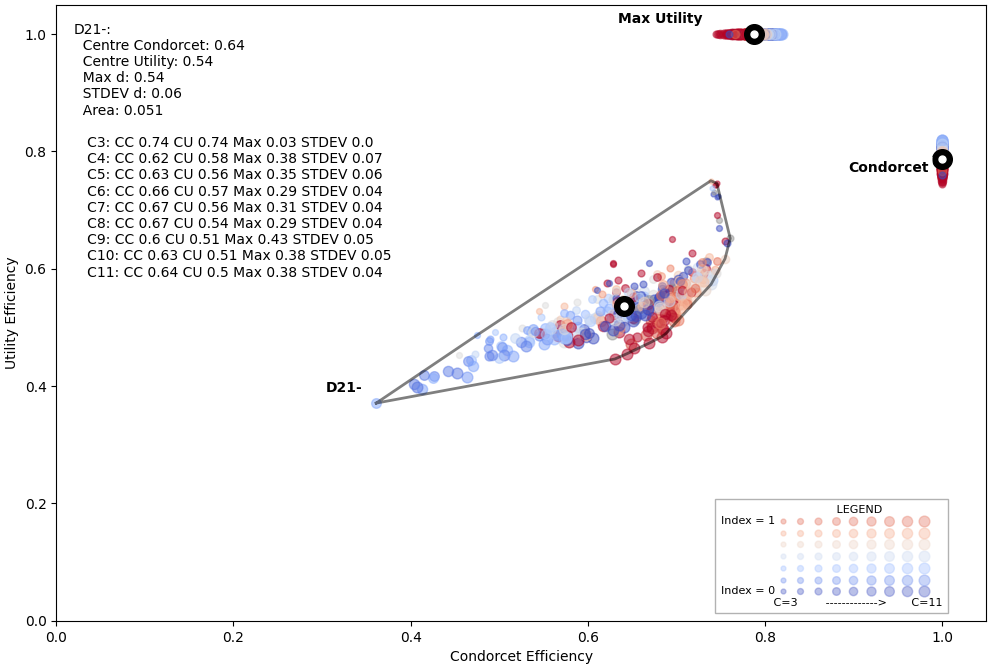 Max Utility
D21-:
Centre Condorcet: 0.64
Centre Utility: 0.54
Max d: 0.54
STDEV d: 0.06
Area: 0.051
C3: CC 0.74 CU 0.74 Max 0.03 STDEV 0.0
C4: CC 0.62 CU 0.58 Max 0.38 STDEV 0.07
C5: CC 0.63 CU 0.56 Max 0.35 STDEV 0.06
C6: CC 0.66 CU 0.57 Max 0.29 STDEV 0.04
C7: CC 0.67 CU 0.56 Max 0.31 STDEV 0.04
C8: CC 0.67 CU 0.54 Max 0.29 STDEV 0.04
C9: CC 0.6 CU 0.51 Max 0.43 STDEV 0.05
C10: CC 0.63 CU 0.51 Max 0.38 STDEV 0.05
C11: CC 0.64 CU 0.5 Max 0.38 STDEV 0.04
Condorcet
D21-
1.0
0.8
0.6
0.4
0.2
0.0
Utility Efficiency
LEGEND
Index = 1
Index = 0
C=3 -------------> C=11
0.0 0.2 0.4 0.6 0.8 1.0
Condorcet Efficiency